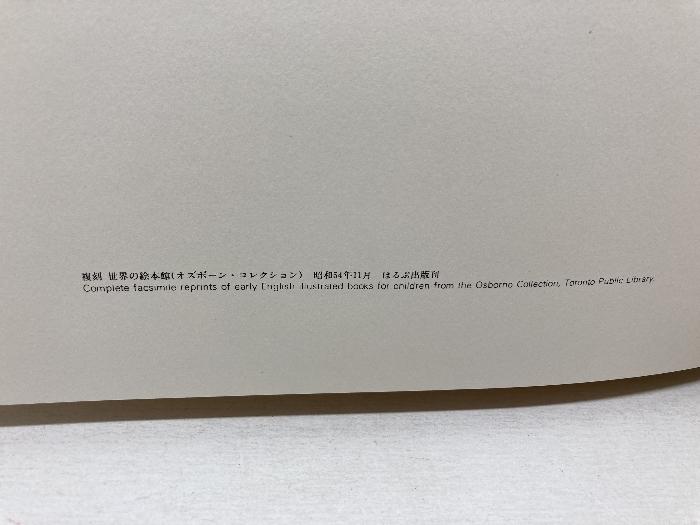 複刻 世界の絵本館(オズボーン・コレクション) 昭和54年11月 ほるぷ出版刊
Complete facsimile reprints of early English illustrated books for children from the Osborne Collection, Toronto Public Library.